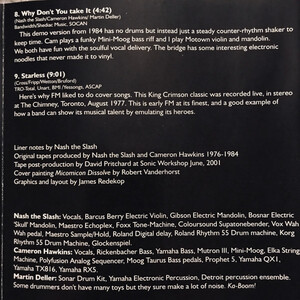 8. Why Don't You take It (4:42)
(Nash the Slash/Cameron Hawkins/ Martin Deller)
Bandwidth/Shedac Music, SOCAN
This demo version from 1984 has no drums but instead just a steady counter-rhythm shaker to
keep time. Cam plays a funky Mini-Moog bass riff and I play Motown violin and mandolin.
We both have fun with the soulful vocal delivery. The bridge has some interesting electronic
noodles that never made it to vinyl.
9. Starless (9:01)
(Cross/Fripp/Wetton/Bruford)
TRO-Total. Unart, BMI /Yessongs, ASCAP
Here's why FM liked to do cover songs. This King Crimson classic was recorded live, in stereo
at The Chimney, Toronto, August 1977. This is early FM at its finest, and a good example of
how a band can show its musical talent by emulating its heroes.
Liner notes by Nash the Slash
Original tapes produced by Nash the Slash and Cameron Hawkins 1976-1984
Tape post-production by David Pritchard at Sonic Workshop June, 2001
Cover painting Micomicon Dissolve by Robert Vanderhorst
Graphics and layout by James Redekop
Nash the Slash: Vocals, Barcus Berry Electric Violin, Gibson Electric Mandolin, Bosnar Electric
'Skull' Mandolin, Maestro Echoplex, Foxx Tone-Machine, Colorsound Supatonebender, Vox Wah
Wah pedal, Maestro Sample/Hold, Roland Digital delay, Roland Rhythm 55 Drum machine, Korg
Rhythm 55 Drum Machine, Glockenspiel.
Cameron Hawkins: Vocals, Rickenbacker Bass, Yamaha Bass, Mutron III, Mini-Moog, Elka String
Machine, Polyfusion Analog Sequencer, Moog Taurus Bass pedals, Prophet 5, Yamaha QX1,
Yamaha TX816, Yamaha RX5.
Martin Deller: Sonar Drum Kit, Yamaha Electronic Percussion, Detroit percussion ensemble.
Some drummers don't have many toys but they sure make a lot of noise. Ka-Boom!